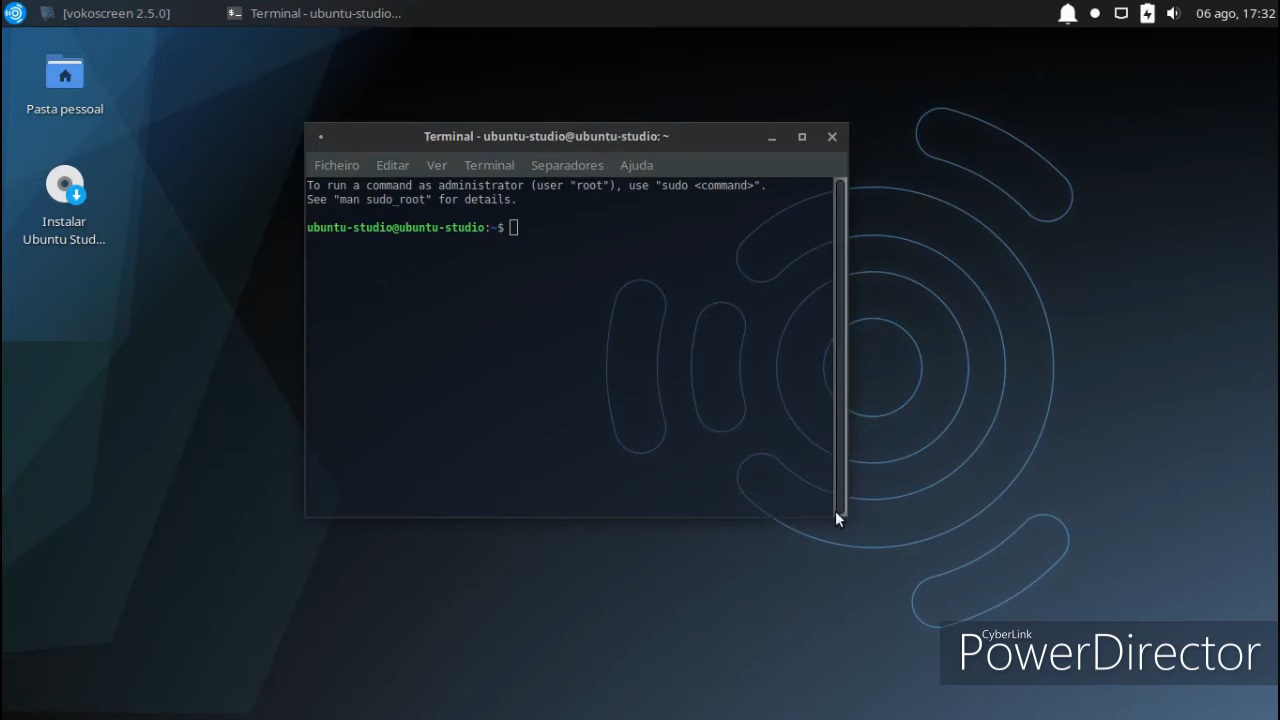 [vokoscreen 2.5.0]
Terminal - ubuntu-studio...
06 ago, 17:32
Pasta pessoal
Instalar
Ubuntu Stud...
Terminal - ubuntu-studio@ubuntu-studio: ~
Ficheiro Editar Ver Terminal Separadores Ajuda
To run a command as administrator (user "root"), use "sudo <command>".
See "man sudo_root" for details.
ubuntu-studio@ubuntu-studio:~$
CyberLink
PowerDirector